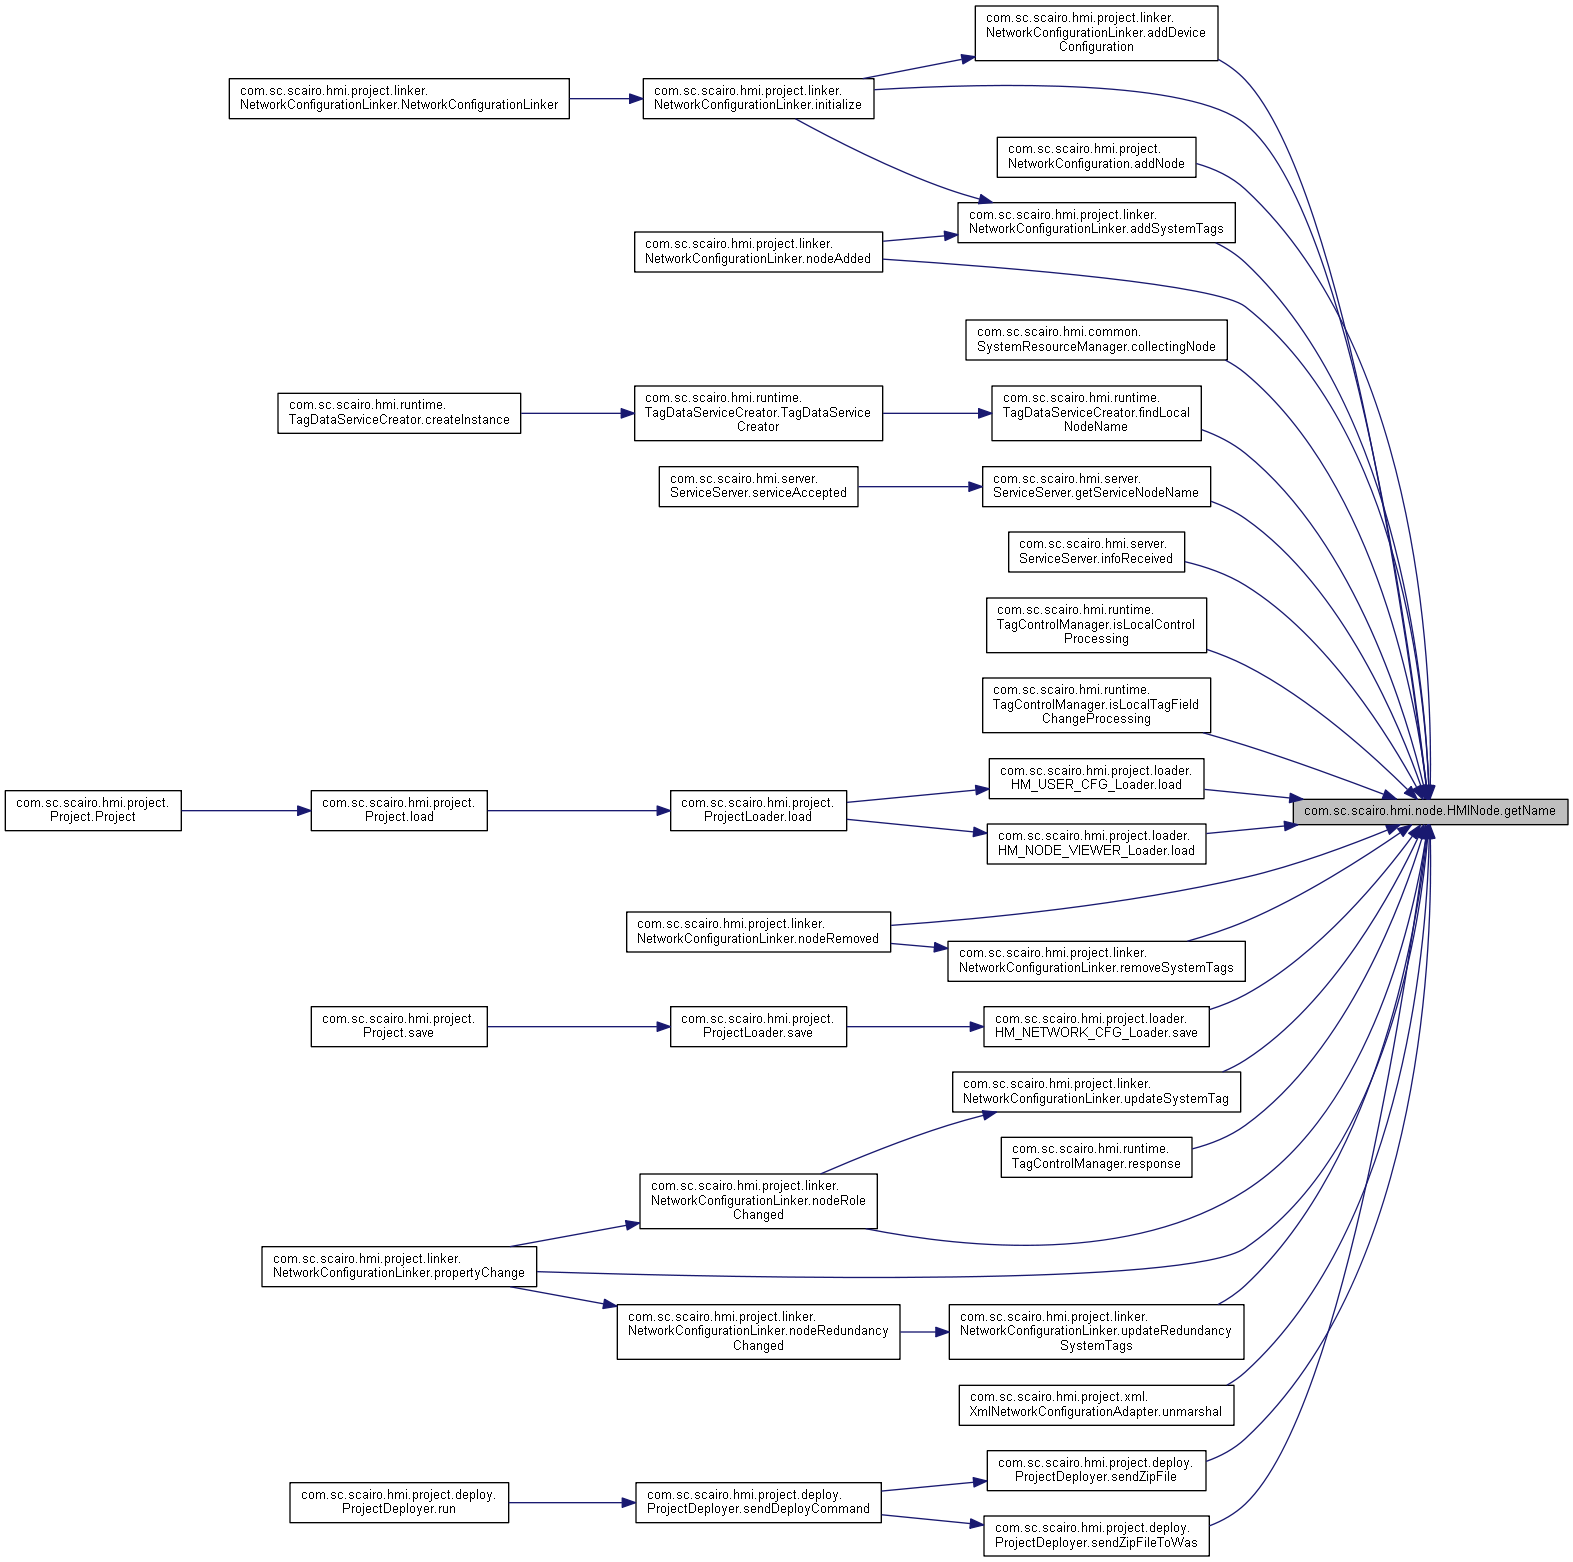 com.sc.scairo.hmi.project.linker.
NetworkConfigurationLinker.addDevice
Configuration
com.sc.scairo.hmi.project.linker.
NetworkConfigurationLinker.NetworkConfigurationLinker
com.sc.scairo.hmi.project.linker.
NetworkConfigurationLinker.initialize
com.sc.scairo.hmi.project.
NetworkConfiguration.addNode
com.sc.scairo.hmi.project.linker.
NetworkConfigurationLinker.addSystemTags
com.sc.scairo.hmi.project.linker.
NetworkConfigurationLinker.nodeAdded
com.sc.scairo.hmi.common.
SystemResourceManager.collectingNode
com.sc.scairo.hmi.runtime.
TagDataServiceCreator.createInstance
com.sc.scairo.hmi.runtime.
TagDataServiceCreator.TagDataService
Creator
com.sc.scairo.hmi.runtime.
TagDataServiceCreator.findLocal
NodeName
com.sc.scairo.hmi.server.
ServiceServer.serviceAccepted
com.sc.scairo.hmi.server.
ServiceServer.getServiceNodeName
com.sc.scairo.hmi.server.
ServiceServer.infoReceived
com.sc.scairo.hmi.runtime.
TagControlManager.isLocalControl
Processing
com.sc.scairo.hmi.runtime.
TagControlManager.isLocalTagField
ChangeProcessing
com.sc.scairo.hmi.project.loader.
HM_USER_CFG_Loader.load
com.sc.scairo.hmi.project.
Project.Project
com.sc.scairo.hmi.project.
Project.load
com.sc.scairo.hmi.project.
ProjectLoader.load
com.sc.scairo.hmi.node.HMINode.getName
com.sc.scairo.hmi.project.loader.
HM_NODE_VIEWER_Loader.load
com.sc.scairo.hmi.project.linker.
NetworkConfigurationLinker.nodeRemoved
com.sc.scairo.hmi.project.linker.
NetworkConfigurationLinker.removeSystemTags
com.sc.scairo.hmi.project.
Project.save
com.sc.scairo.hmi.project.
ProjectLoader.save
com.sc.scairo.hmi.project.loader.
HM_NETWORK_CFG_Loader.save
com.sc.scairo.hmi.project.linker.
NetworkConfigurationLinker.updateSystemTag
com.sc.scairo.hmi.runtime.
TagControlManager.response
com.sc.scairo.hmi.project.linker.
NetworkConfigurationLinker.nodeRole
Changed
com.sc.scairo.hmi.project.linker.
NetworkConfigurationLinker.propertyChange
com.sc.scairo.hmi.project.linker.
NetworkConfigurationLinker.nodeRedundancy
Changed
com.sc.scairo.hmi.project.linker.
NetworkConfigurationLinker.updateRedundancy
SystemTags
com.sc.scairo.hmi.project.xml.
XmlNetworkConfigurationAdapter.unmarshal
com.sc.scairo.hmi.project.deploy.
ProjectDeployer.sendZipFile
com.sc.scairo.hmi.project.deploy.
ProjectDeployer.run
com.sc.scairo.hmi.project.deploy.
ProjectDeployer.sendDeployCommand
com.sc.scairo.hmi.project.deploy.
ProjectDeployer.sendZipFileToWas